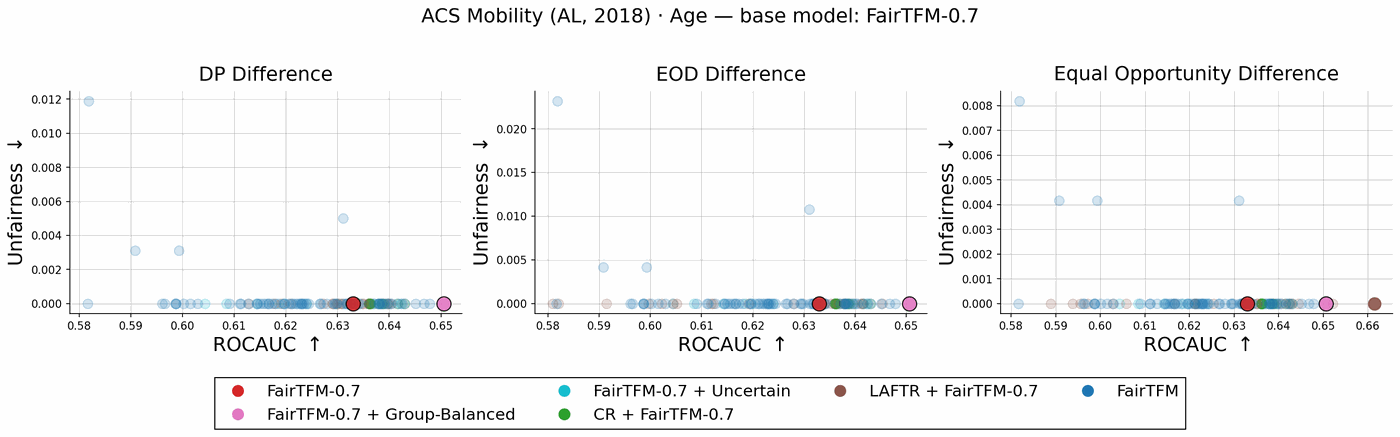 ACS Mobility (AL, 2018) · Age — base model: FairTFM-0.7
DP Difference
Unfairness ↓
0.012
0.010
0.008
0.006
0.004
0.002
0.000
0.58 0.59 0.60 0.61 0.62 0.63 0.64 0.65
ROCAUC ↑
EOD Difference
Unfairness ↓
0.020
0.015
0.010
0.005
0.000
0.58 0.59 0.60 0.61 0.62 0.63 0.64 0.65
ROCAUC ↑
Equal Opportunity Difference
Unfairness ↓
0.008
0.007
0.006
0.005
0.004
0.003
0.002
0.001
0.000
0.58 0.59 0.60 0.61 0.62 0.63 0.64 0.65 0.66
ROCAUC ↑
FairTFM-0.7
FairTFM-0.7 + Group-Balanced
FairTFM-0.7 + Uncertain
CR + FairTFM-0.7
LAFTR + FairTFM-0.7
FairTFM